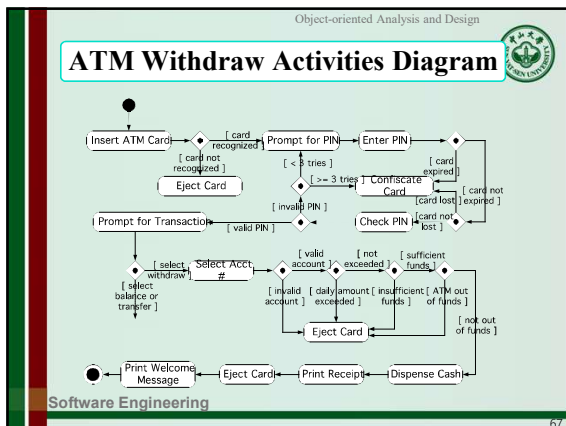 Object-oriented Analysis and Design
ATM Withdraw Activities Diagram
SUN YAT-SEN UNIVERSITY
Insert ATM Card
[ card
recognized ]
Prompt for PIN
Enter PIN
[ card not
recognized ]
[ < 3 tries ]
[ card
expired ]
Eject Card
[ >= 3 tries ]
Confiscate
Card
[ card not
expired ]
[ invalid PIN ]
[card lost ]
Prompt for Transaction
[ valid PIN ]
Check PIN
[ card not
lost ]
[ select
withdraw ]
Select Acct
#
[ valid
account ]
[ not
exceeded ]
[ sufficient
funds ]
[ select
balance or
transfer ]
[ invalid
account ]
[ daily amount
exceeded ]
[ insufficient
funds ]
[ ATM out
of funds ]
Eject Card
[ not out
of funds ]
Print Welcome
Message
Eject Card
Print Receipt
Dispense Cash
Software Engineering
67